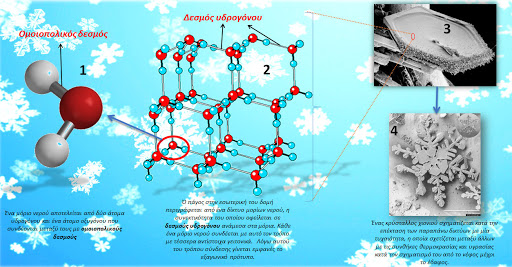 Ομοιοπολικός δεσμός
1
Δεσμός υδρογόνου
2
3
4
Ένα μόριο νερού αποτελείται από δύο άτομα
υδρογόνου και ένα άτομο οξυγόνου που
συνδέονται μεταξύ τους με ομοιοπολικούς
δεσμούς
Ο πάγος στην εσωτερική του δομή
περιγράφεται από ένα δίκτυο μορίων νερού, η
συγκεκριμένα του οποίου οφείλεται σε
δεσμούς υδρογόνου ανάμεσα στα μόρια. Κάθε
ένα μόριο νερού συνδέεται με αυτό τον τρόπο
με τέσσερα αντίστοιχα γειτονικά. Λόγω αυτού
του τρόπου σύνδεσης γίνεται εμφανές το
εξαγωνικό πρότυπο.
Ένας κρύσταλλος χιονιού σχηματίζεται κατά την
επέκταση των παραπάνω δικτύων με μία
τυχαιότητα, η οποία σχετίζεται μεταξύ άλλων
με τις συνθήκες θερμοκρασίας και υγρασίας
κατά τον σχηματισμό του από το νέφος μέχρι
το έδαφος.